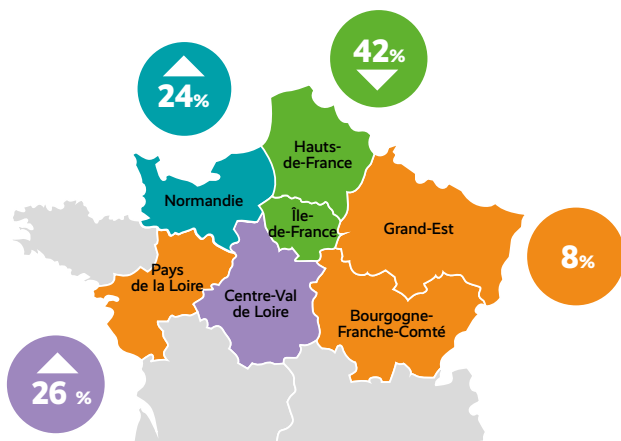 42%
24%
Hauts-
de-France
Normandie
Île-
de-France
Grand-Est
8%
Pays
de la Loire
Centre-Val
de Loire
Bourgogne-
Franche-Comté
26 %